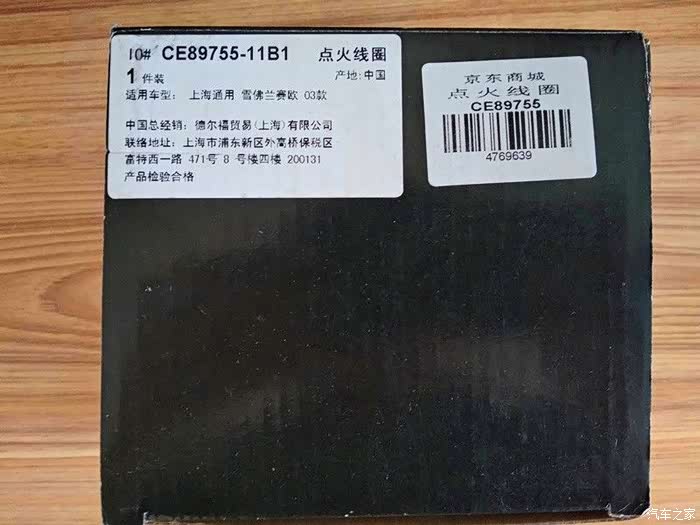 10# CE89755-11B1 点火线圈
1 件装 产地:中国
适用车型: 上海通用 雪佛兰赛欧 03款
中国总经销: 德尔福贸易(上海)有限公司
联络地址: 上海市浦东新区外高桥保税区
富特西一路 471号 8 号楼四楼 200131
产品检验合格
京东商城
点火线圈
CE89755
4769639
汽车之家